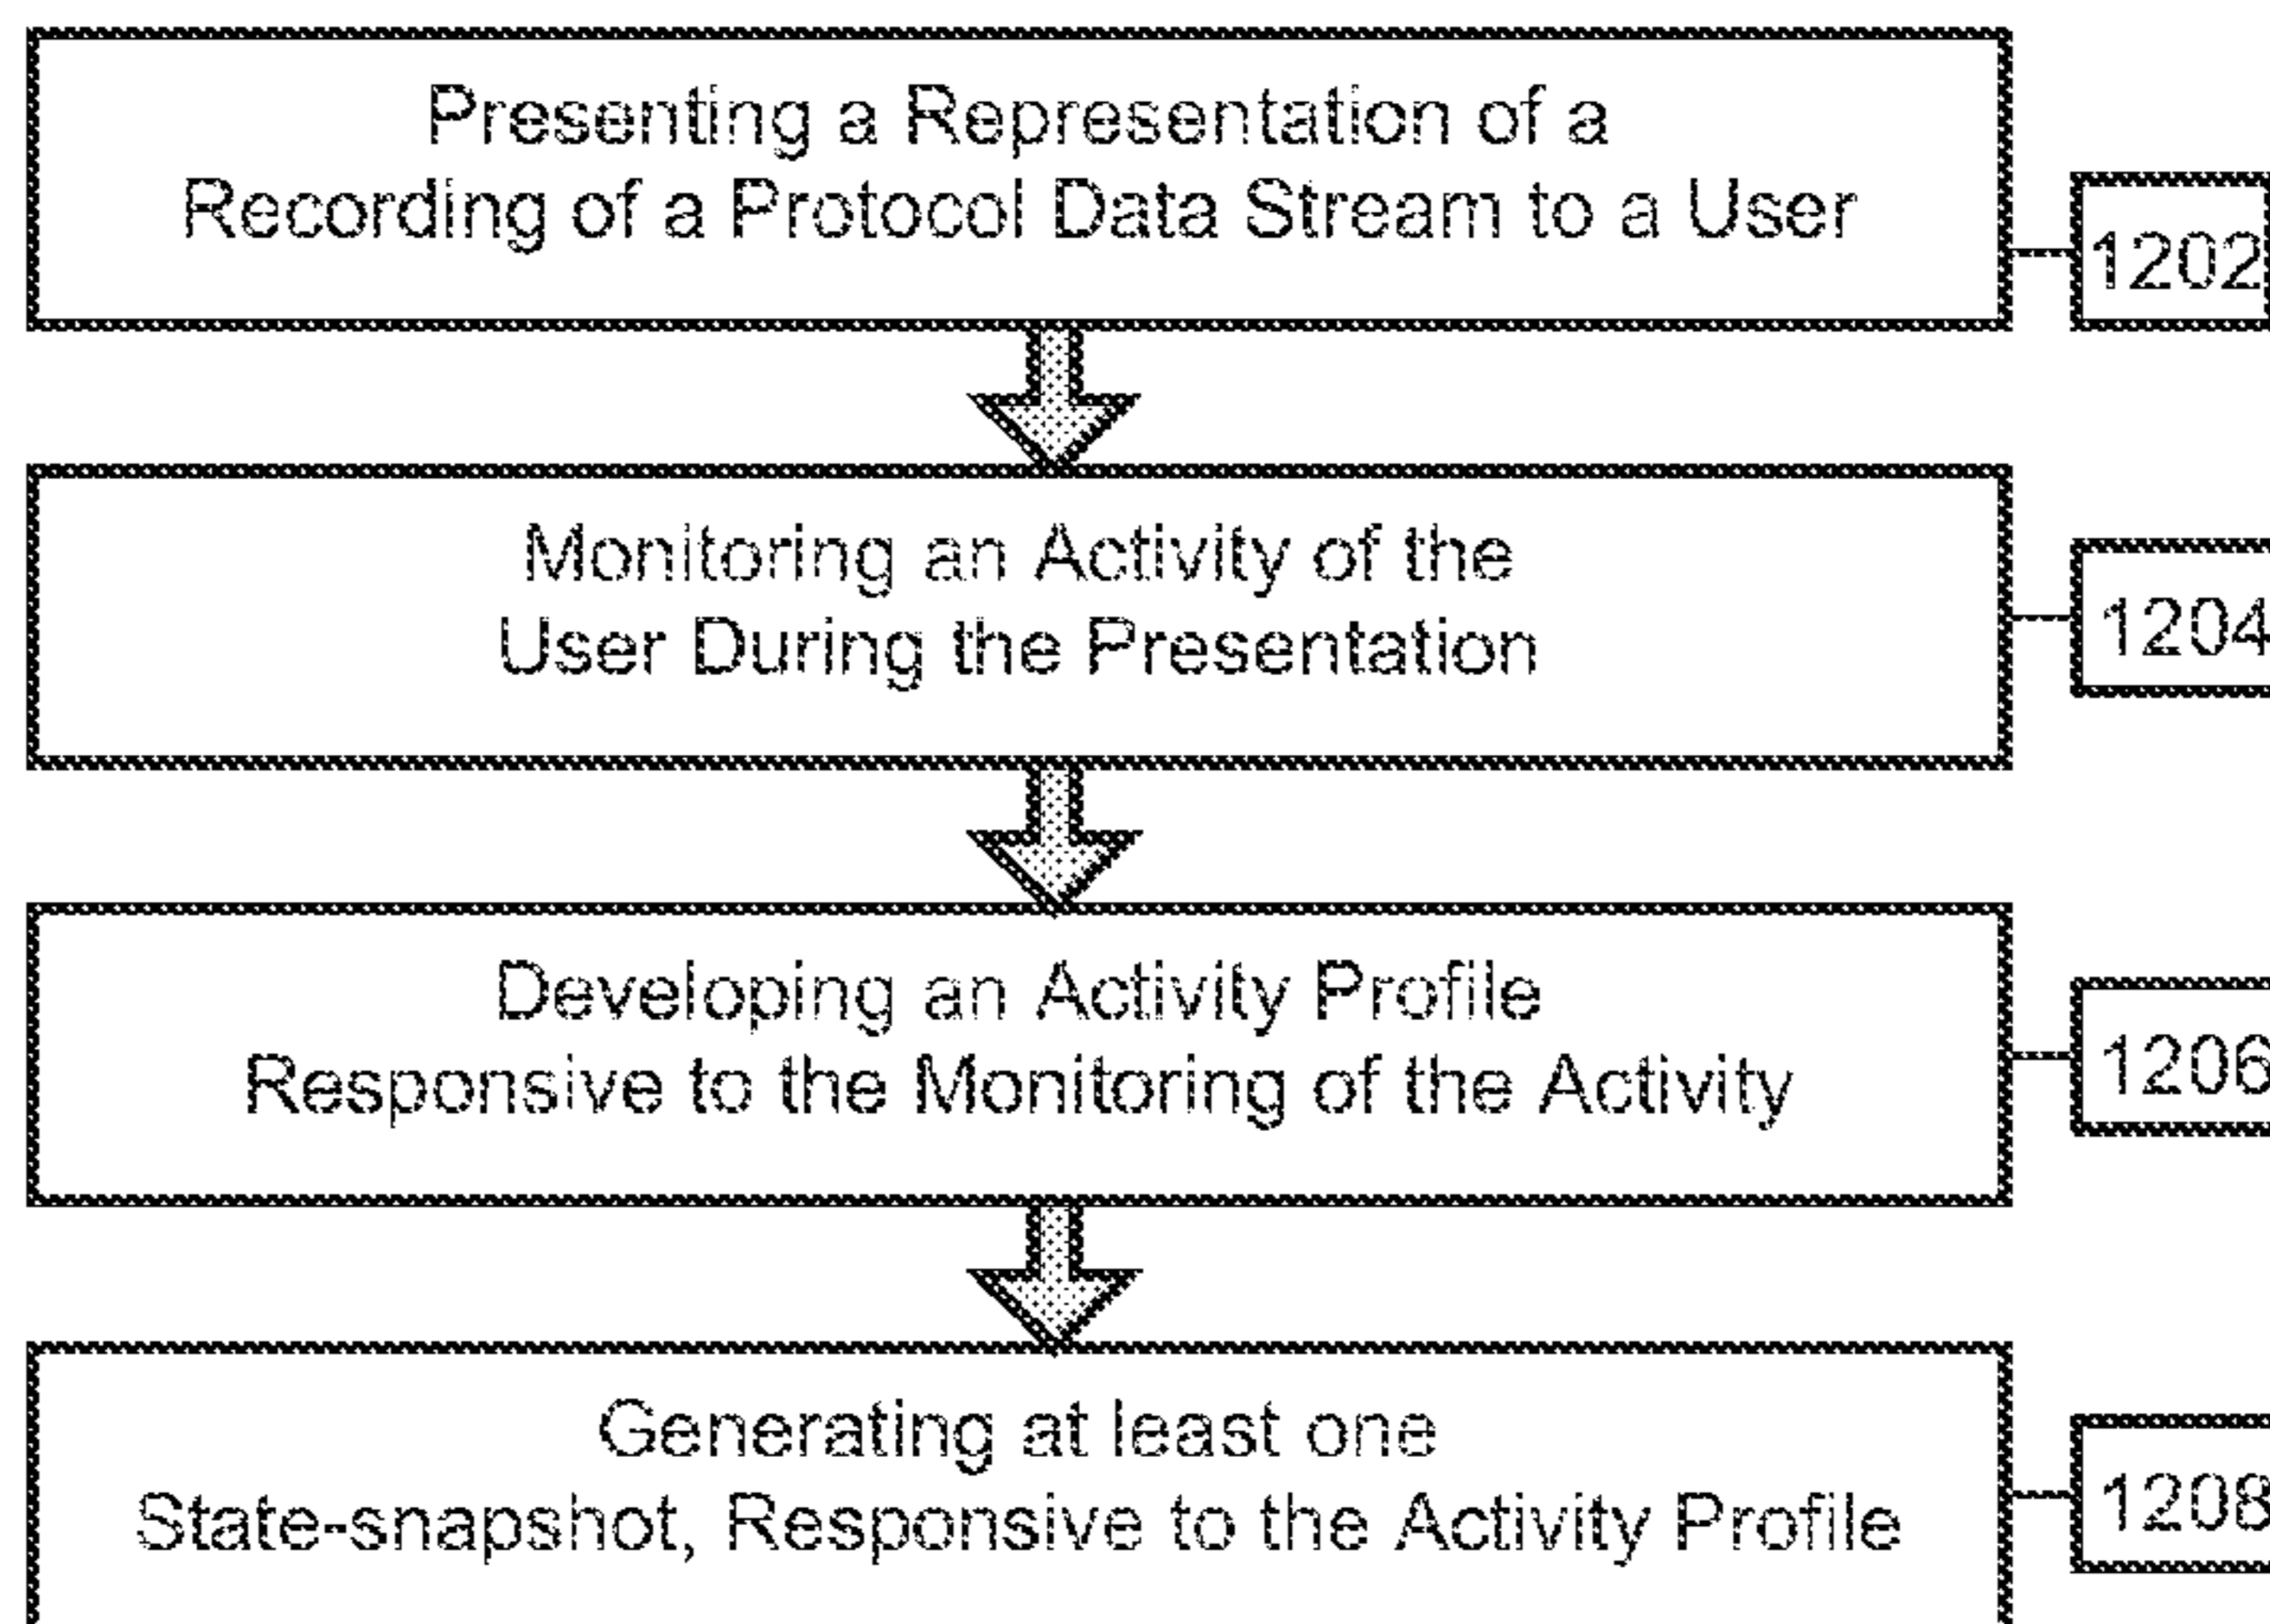 Presenting a Representation of a
Recording of a Protocol Data Stream to a User
1202
Monitoring an Activity of the
User During the Presentation
1204
Developing an Activity Profile
Responsive to the Monitoring of the Activity
1206
Generating at least one
State-snapshot, Responsive to the Activity Profile
1208